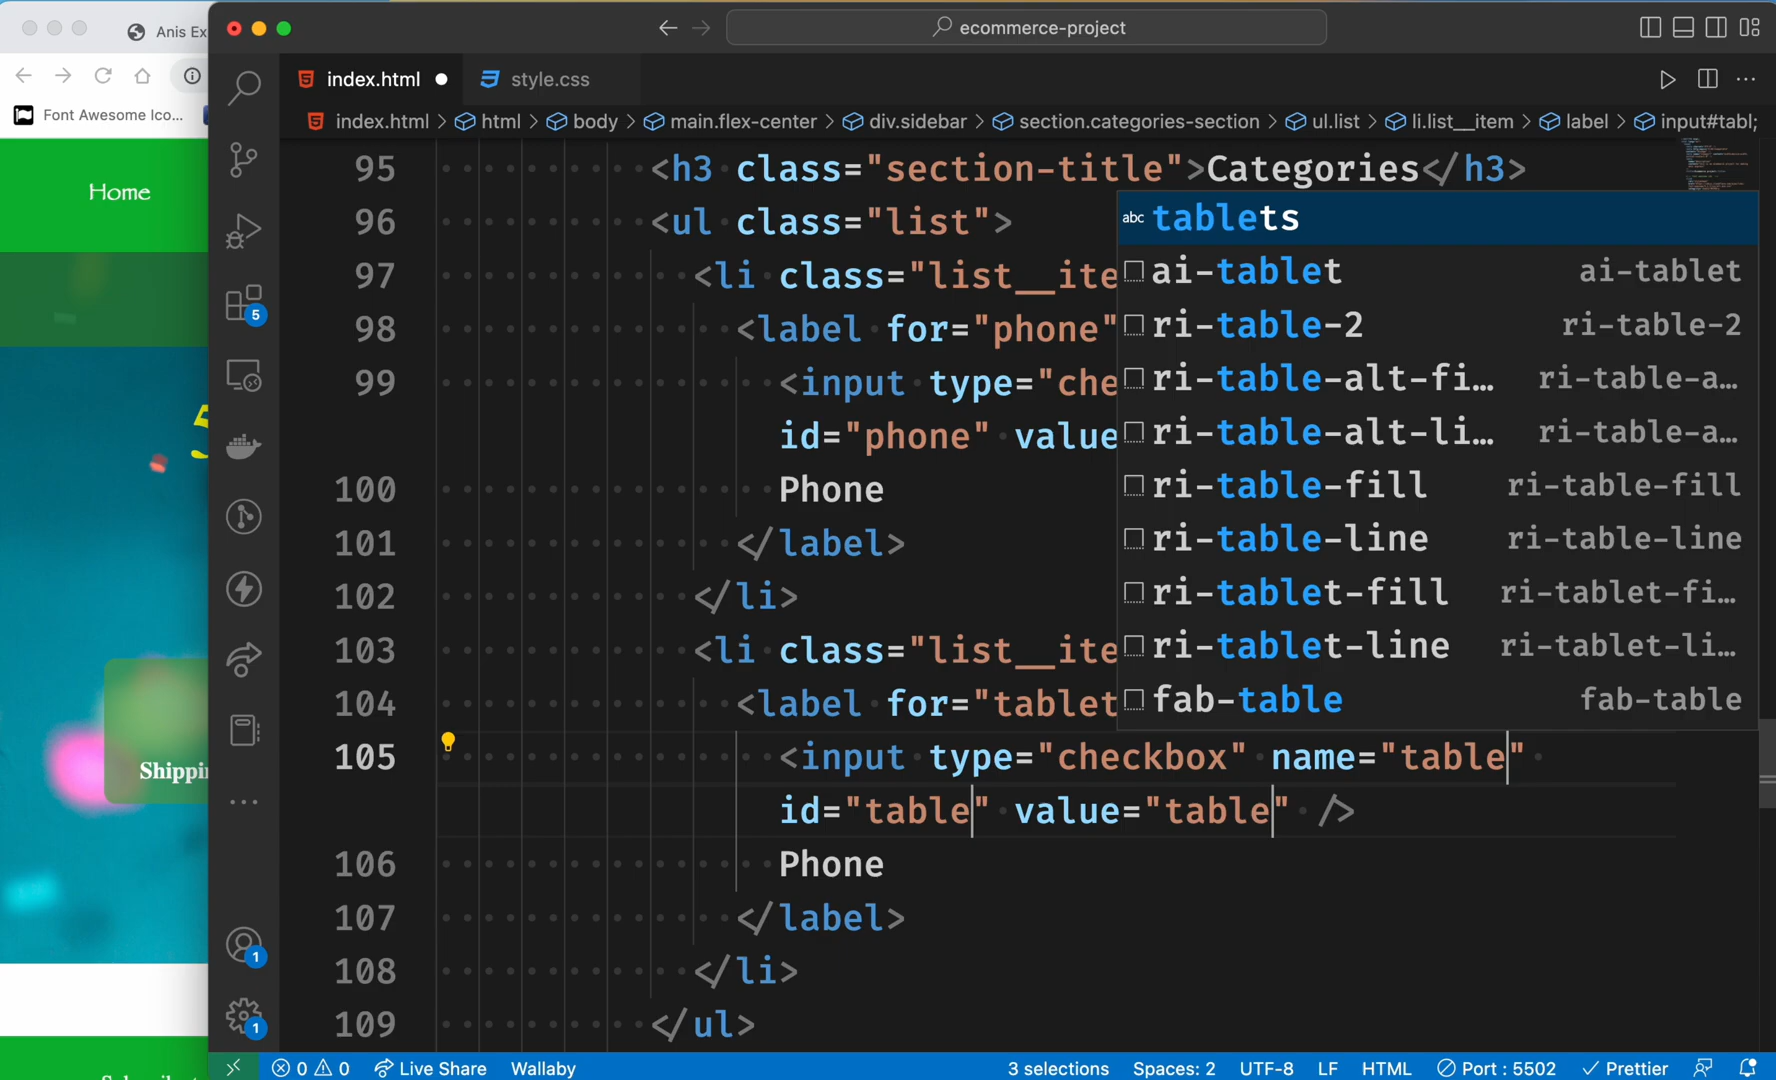 Anis Ex
ecommerce-project
index.html
style.css
Font Awesome Ico...
index.html > html > body > main.flex-center > div.sidebar > section.categories-section > ul.list > li.list__item > label > input#tabl;
Home
95 <h3 class="section-title">Categories</h3>
96 <ul class="list">
97 <li class="list__ite
98 <label for="phone"
99 <input type="che
id="phone" value
100 Phone
101 </label>
102 </li>
103 <li class="list__ite
104 <label for="tablet
105 <input type="checkbox" name="table"
id="table" value="table" />
106 Phone
107 </label>
108 </li>
109 </ul>
abc tablets
ai-tablet ai-tablet
ri-table-2 ri-table-2
ri-table-alt-fi... ri-table-a...
ri-table-alt-li... ri-table-a...
ri-table-fill ri-table-fill
ri-table-line ri-table-line
ri-tablet-fill ri-tablet-fi...
ri-tablet-line ri-tablet-li...
fab-table fab-table
5
5
Shippin
1
1
0 0 Live Share Wallaby 3 selections Spaces: 2 UTF-8 LF HTML Port : 5502 Prettier